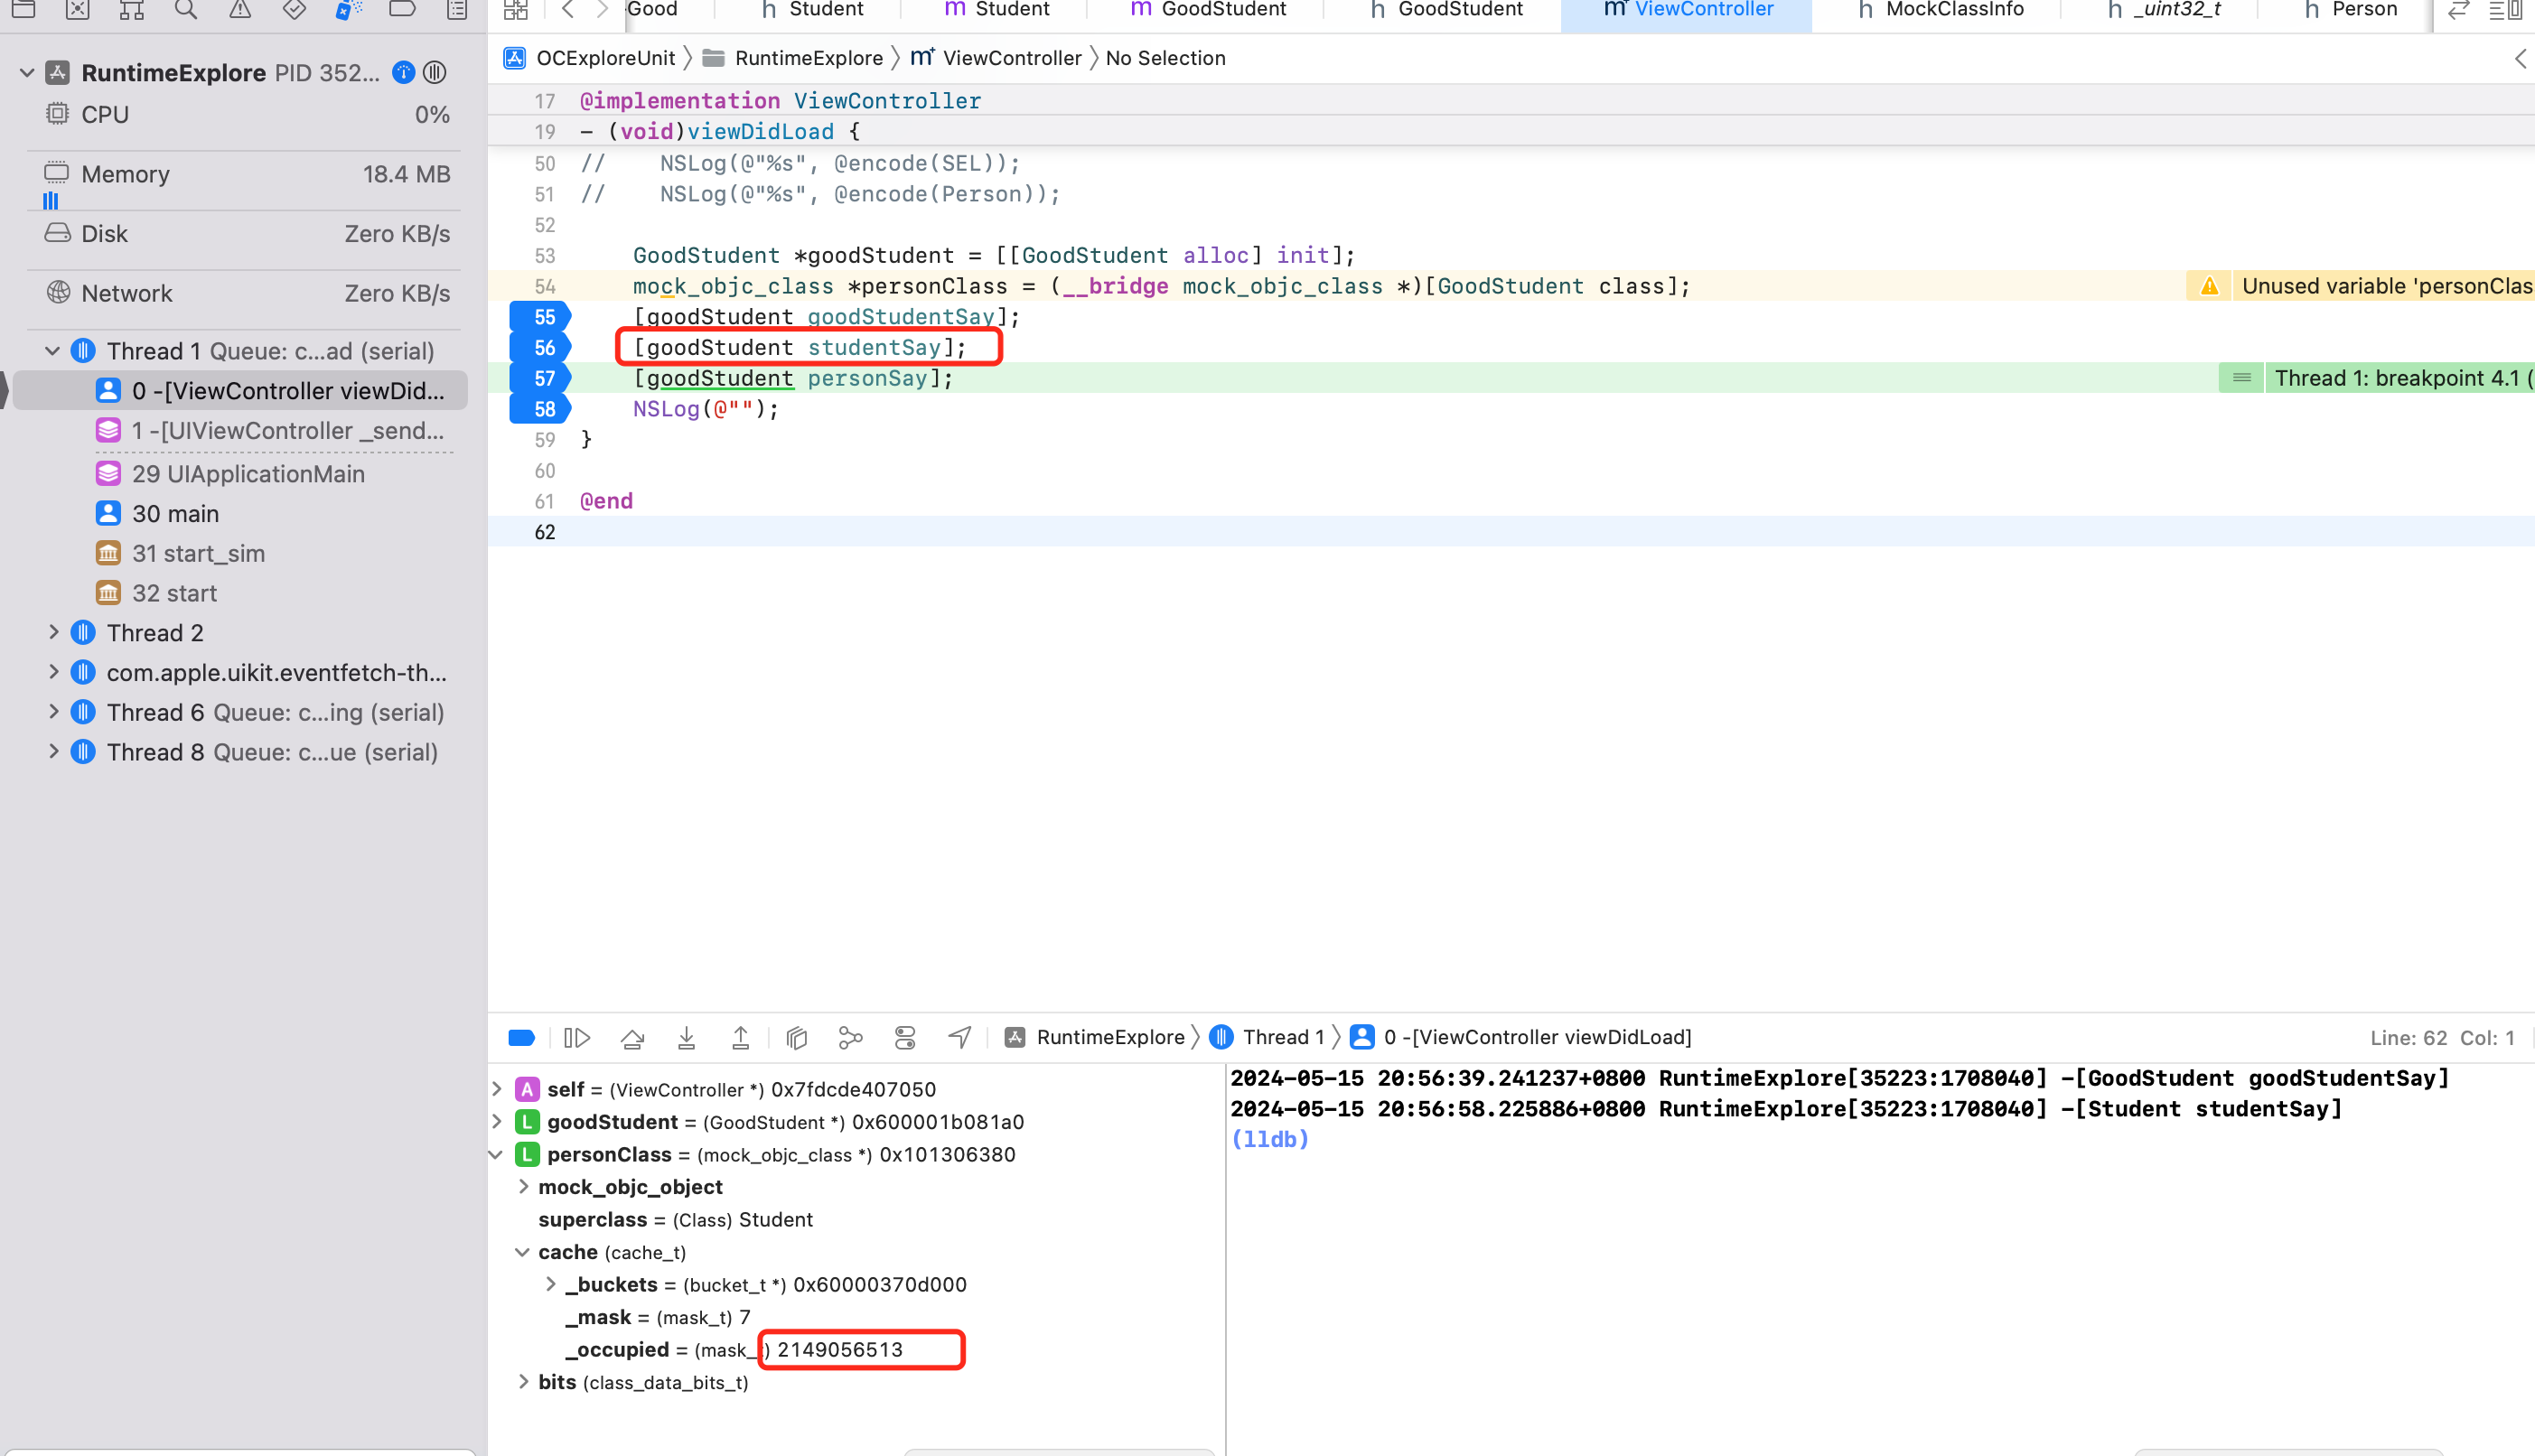 Good
h Student
m Student
m GoodStudent
h GoodStudent
m ViewController
h MockClassInfo
h _uint32_t
h Person
RuntimeExplore PID 352...
CPU 0%
Memory 18.4 MB
Disk Zero KB/s
Network Zero KB/s
Thread 1 Queue: c...ad (serial)
0 -[ViewController viewDid...
1 -[UIViewController _send...
29 UIApplicationMain
30 main
31 start_sim
32 start
Thread 2
com.apple.uikit.eventfetch-th...
Thread 6 Queue: c...ing (serial)
Thread 8 Queue: c...ue (serial)
OCExploreUnit 〉 RuntimeExplore 〉 m ViewController 〉 No Selection
17 @implementation ViewController
19 - (void)viewDidLoad {
50 //    NSLog(@"%s", @encode(SEL));
51 //    NSLog(@"%s", @encode(Person));
52
53 GoodStudent *goodStudent = [[GoodStudent alloc] init];
54 mock_objc_class *personClass = (__bridge mock_objc_class *)[GoodStudent class]; Unused variable 'personClas
55 [goodStudent goodStudentSay];
56 [goodStudent studentSay];
57 [goodStudent personSay]; Thread 1: breakpoint 4.1 (
58 NSLog(@"");
59 }
60
61 @end
62
RuntimeExplore 〉 Thread 1 〉 0 -[ViewController viewDidLoad] Line: 62 Col: 1
A self = (ViewController *) 0x7fdcde407050
L goodStudent = (GoodStudent *) 0x600001b081a0
L personClass = (mock_objc_class *) 0x101306380
mock_objc_object
superclass = (Class) Student
cache (cache_t)
_buckets = (bucket_t *) 0x60000370d000
_mask = (mask_t) 7
_occupied = (mask_t) 2149056513
bits (class_data_bits_t)
2024-05-15 20:56:39.241237+0800 RuntimeExplore[35223:1708040] -[GoodStudent goodStudentSay]
2024-05-15 20:56:58.225886+0800 RuntimeExplore[35223:1708040] -[Student studentSay]
(lldb)